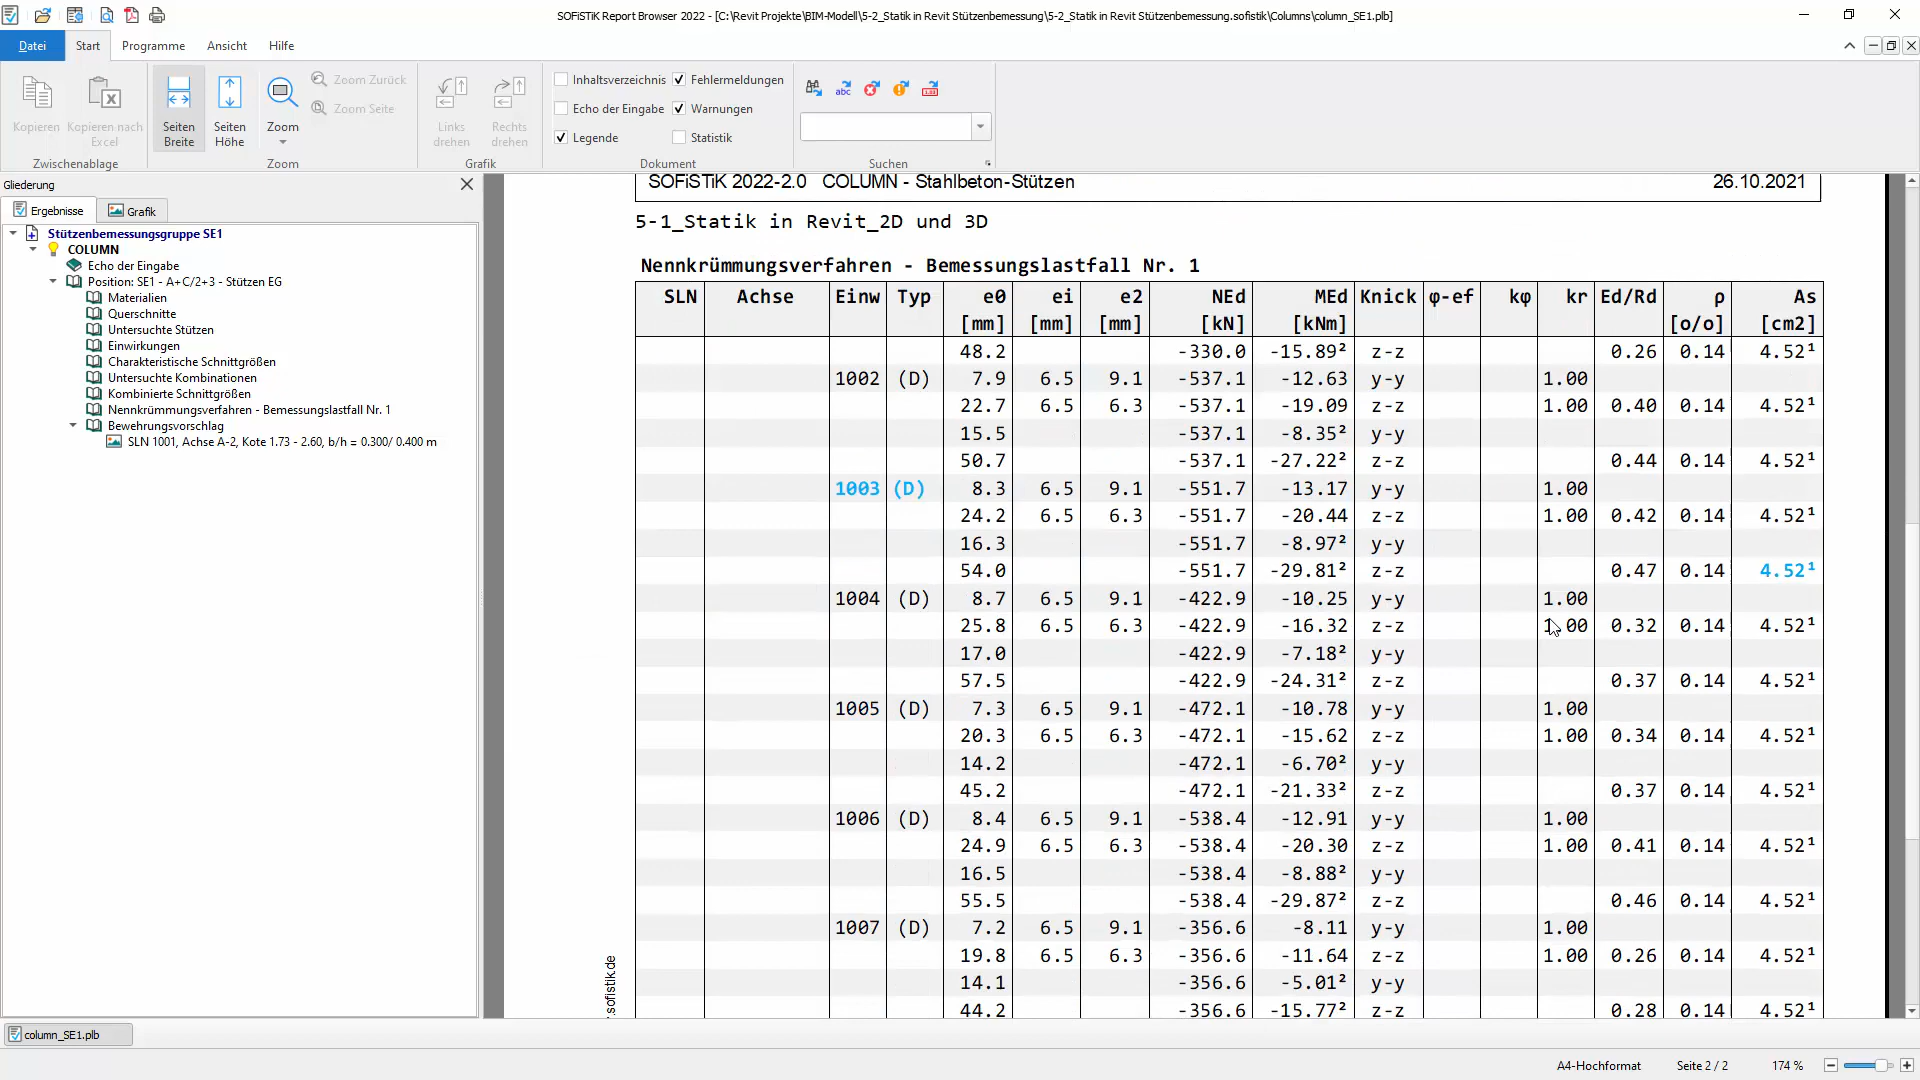 SOFiSTiK Report Browser 2022 - [C:\Revit Projekte\BIM-Modell\5-2_Statik in Revit Stützenbemessung\5-2_Statik in Revit Stützenbemessung.sofistik\Columns\column_SE1.plb]
Datei Start Programme Ansicht Hilfe
Kopieren
Kopieren nach Excel
Zwischenablage
Seiten Breite
Seiten Höhe
Zoom
Zoom Zurück
Zoom Seite
Zoom
Links drehen
Rechts drehen
Grafik
Inhaltsverzeichnis
Echo der Eingabe
Legende
Fehlermeldungen
Warnungen
Statistik
Dokument
abc
Suchen
Gliederung
Ergebnisse Grafik
Stützenbemessungsgruppe SE1
COLUMN
Echo der Eingabe
Position: SE1 - A+C/2+3 - Stützen EG
Materialien
Querschnitte
Untersuchte Stützen
Einwirkungen
Charakteristische Schnittgrößen
Untersuchte Kombinationen
Kombinierte Schnittgrößen
Nennkrümmungsverfahren - Bemessungslastfall Nr. 1
Bewehrungsvorschlag
SLN 1001, Achse A-2, Kote 1.73 - 2.60, b/h = 0.300/ 0.400 m
SOFiSTiK 2022-2.0 COLUMN - Stahlbeton-Stützen 26.10.2021
5-1_Statik in Revit_2D und 3D
Nennkrümmungsverfahren - Bemessungslastfall Nr. 1
SLN Achse Einw Typ e0 ei e2 NEd MEd Knick φ-ef kφ kr Ed/Rd ρ As
[mm] [mm] [mm] [kN] [kNm] [o/o] [cm2]
48.2 -330.0 -15.89² z-z 0.26 0.14 4.52¹
1002 (D) 7.9 6.5 9.1 -537.1 -12.63 y-y 1.00
22.7 6.5 6.3 -537.1 -19.09 z-z 1.00 0.40 0.14 4.52¹
15.5 -537.1 -8.35² y-y
50.7 -537.1 -27.22² z-z 0.44 0.14 4.52¹
1003 (D) 8.3 6.5 9.1 -551.7 -13.17 y-y 1.00
24.2 6.5 6.3 -551.7 -20.44 z-z 1.00 0.42 0.14 4.52¹
16.3 -551.7 -8.97² y-y
54.0 -551.7 -29.81² z-z 0.47 0.14 4.52¹
1004 (D) 8.7 6.5 9.1 -422.9 -10.25 y-y 1.00
25.8 6.5 6.3 -422.9 -16.32 z-z 1.00 0.32 0.14 4.52¹
17.0 -422.9 -7.18² y-y
57.5 -422.9 -24.31² z-z 0.37 0.14 4.52¹
1005 (D) 7.3 6.5 9.1 -472.1 -10.78 y-y 1.00
20.3 6.5 6.3 -472.1 -15.62 z-z 1.00 0.34 0.14 4.52¹
14.2 -472.1 -6.70² y-y
45.2 -472.1 -21.33² z-z 0.37 0.14 4.52¹
1006 (D) 8.4 6.5 9.1 -538.4 -12.91 y-y 1.00
24.9 6.5 6.3 -538.4 -20.30 z-z 1.00 0.41 0.14 4.52¹
16.5 -538.4 -8.88² y-y
55.5 -538.4 -29.87² z-z 0.46 0.14 4.52¹
1007 (D) 7.2 6.5 9.1 -356.6 -8.11 y-y 1.00
19.8 6.5 6.3 -356.6 -11.64 z-z 1.00 0.26 0.14 4.52¹
14.1 -356.6 -5.01² y-y
44.2 -356.6 -15.77² z-z 0.28 0.14 4.52¹
.sofistik.de
column_SE1.plb
A4-Hochformat Seite 2 / 2 174 %